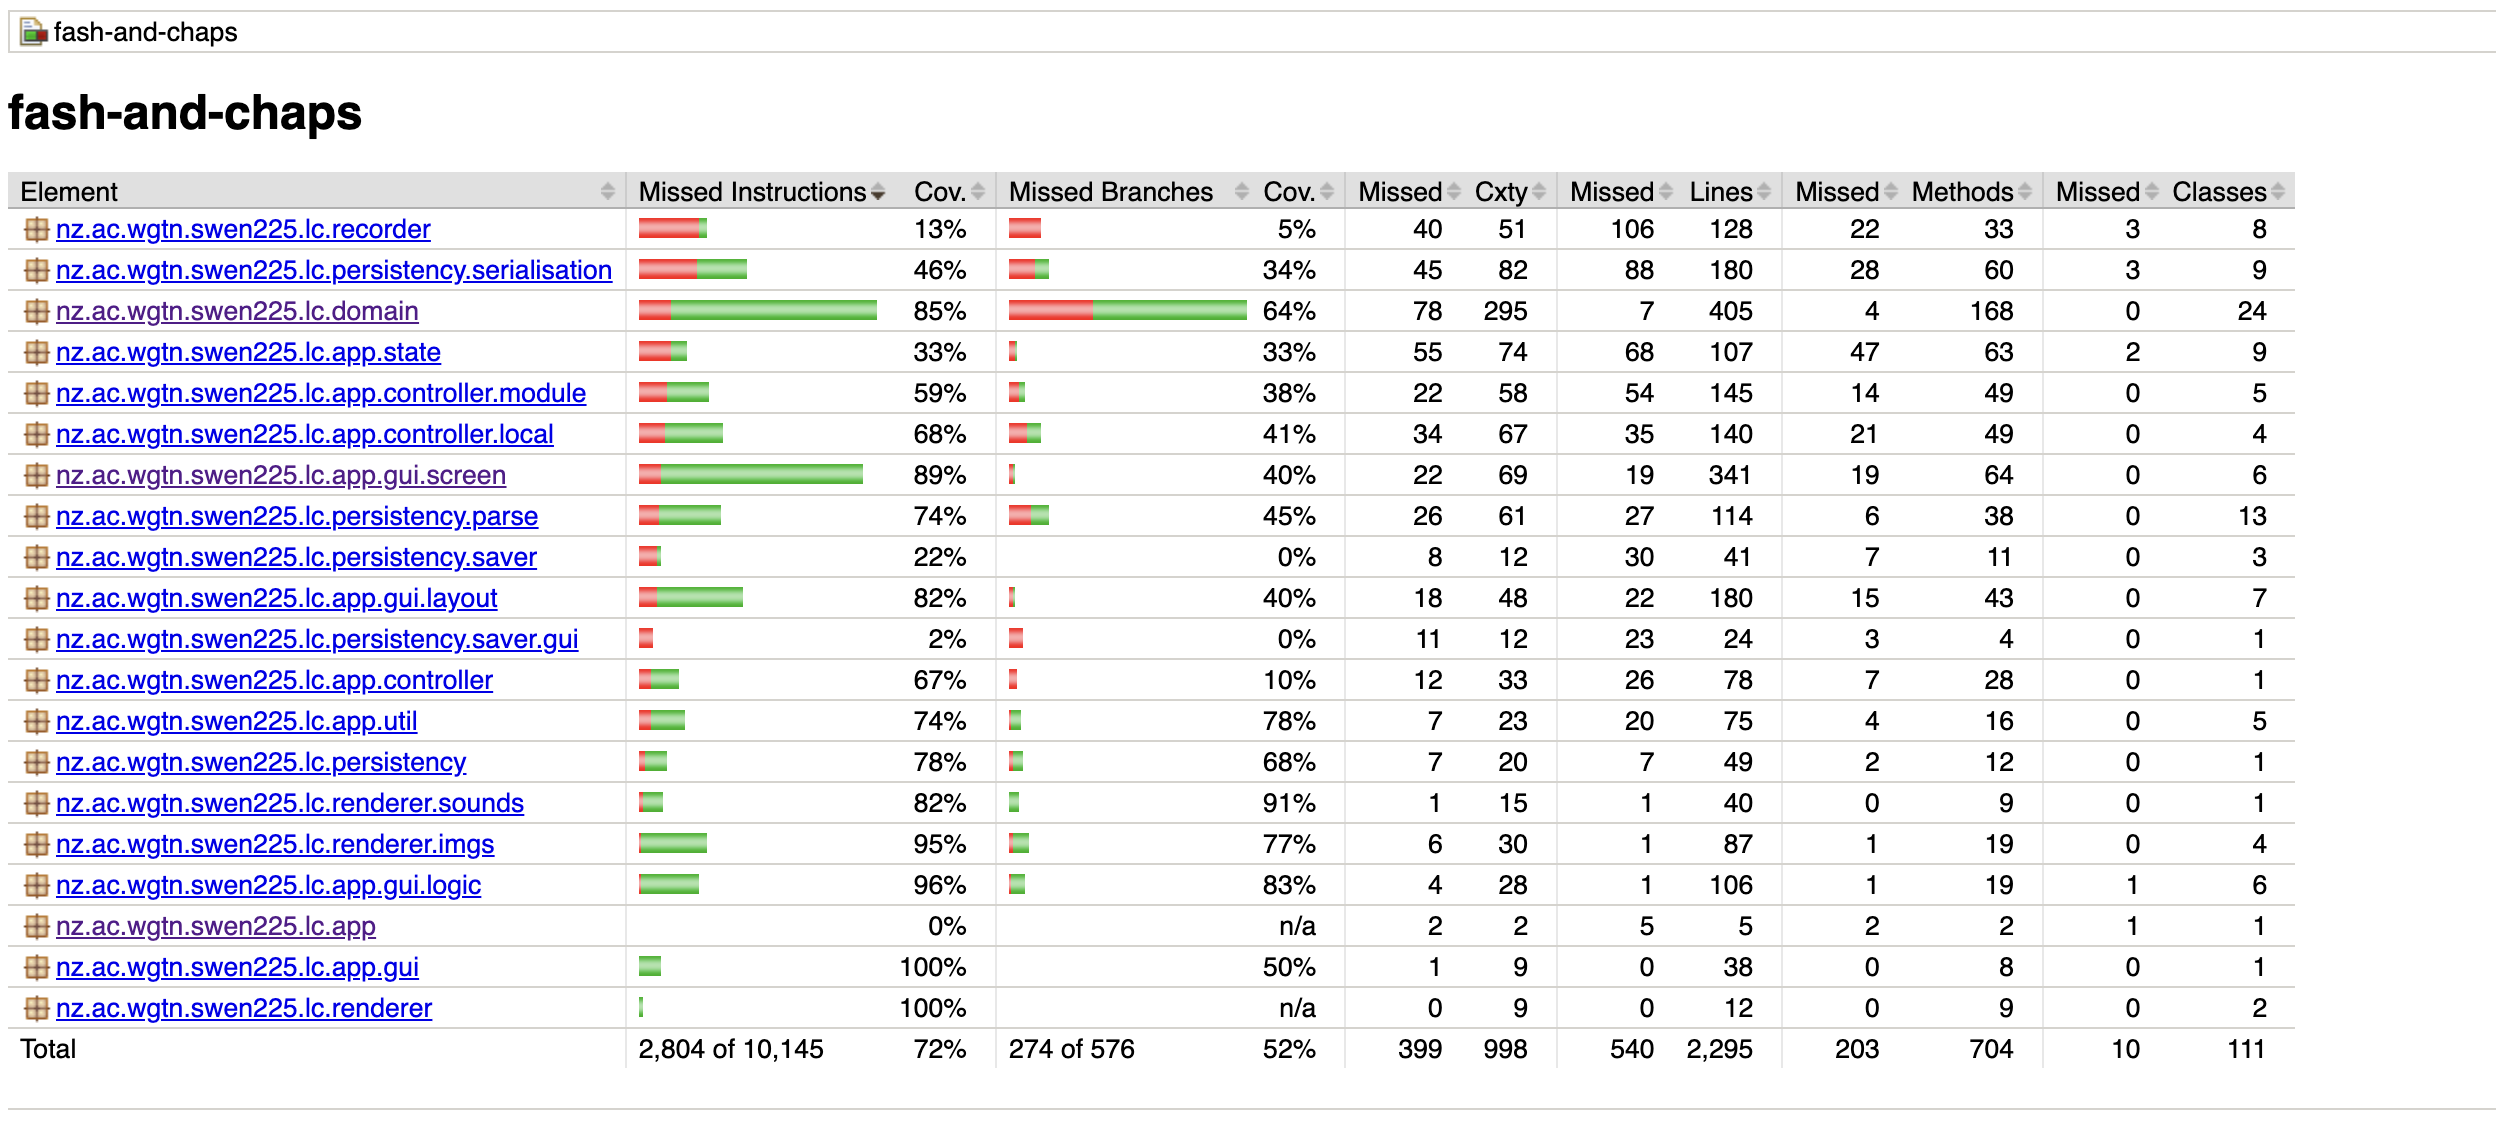 fash-and-chaps
fash-and-chaps
Element Missed Instructions Cov. Missed Branches Cov. Missed Cxty Missed Lines Missed Methods Missed Classes
nz.ac.wgtn.swen225.lc.recorder 13% 5% 40 51 106 128 22 33 3 8
nz.ac.wgtn.swen225.lc.persistency.serialisation 46% 34% 45 82 88 180 28 60 3 9
nz.ac.wgtn.swen225.lc.domain 85% 64% 78 295 7 405 4 168 0 24
nz.ac.wgtn.swen225.lc.app.state 33% 33% 55 74 68 107 47 63 2 9
nz.ac.wgtn.swen225.lc.app.controller.module 59% 38% 22 58 54 145 14 49 0 5
nz.ac.wgtn.swen225.lc.app.controller.local 68% 41% 34 67 35 140 21 49 0 4
nz.ac.wgtn.swen225.lc.app.gui.screen 89% 40% 22 69 19 341 19 64 0 6
nz.ac.wgtn.swen225.lc.persistency.parse 74% 45% 26 61 27 114 6 38 0 13
nz.ac.wgtn.swen225.lc.persistency.saver 22% 0% 8 12 30 41 7 11 0 3
nz.ac.wgtn.swen225.lc.app.gui.layout 82% 40% 18 48 22 180 15 43 0 7
nz.ac.wgtn.swen225.lc.persistency.saver.gui 2% 0% 11 12 23 24 3 4 0 1
nz.ac.wgtn.swen225.lc.app.controller 67% 10% 12 33 26 78 7 28 0 1
nz.ac.wgtn.swen225.lc.app.util 74% 78% 7 23 20 75 4 16 0 5
nz.ac.wgtn.swen225.lc.persistency 78% 68% 7 20 7 49 2 12 0 1
nz.ac.wgtn.swen225.lc.renderer.sounds 82% 91% 1 15 1 40 0 9 0 1
nz.ac.wgtn.swen225.lc.renderer.imgs 95% 77% 6 30 1 87 1 19 0 4
nz.ac.wgtn.swen225.lc.app.gui.logic 96% 83% 4 28 1 106 1 19 1 6
nz.ac.wgtn.swen225.lc.app 0% n/a 2 2 5 5 2 2 1 1
nz.ac.wgtn.swen225.lc.app.gui 100% 50% 1 9 0 38 0 8 0 1
nz.ac.wgtn.swen225.lc.renderer 100% n/a 0 9 0 12 0 9 0 2
Total 2,804 of 10,145 72% 274 of 576 52% 399 998 540 2,295 203 704 10 111